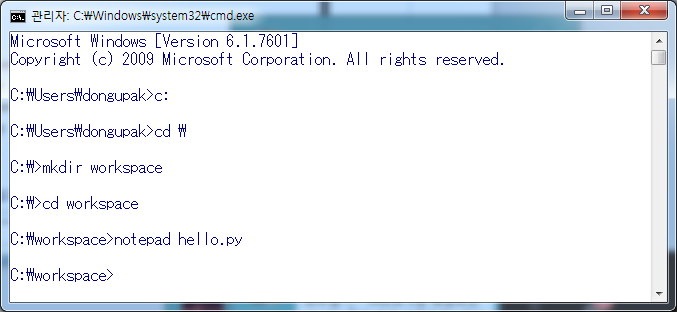 관리자: C:₩Windows₩system32₩cmd.exe
Microsoft Windows [Version 6.1.7601]
Copyright (c) 2009 Microsoft Corporation. All rights reserved.
C:₩Users₩dongupak>c:
C:₩Users₩dongupak>cd ₩
C:₩>mkdir workspace
C:₩>cd workspace
C:₩workspace>notepad hello.py
C:₩workspace>